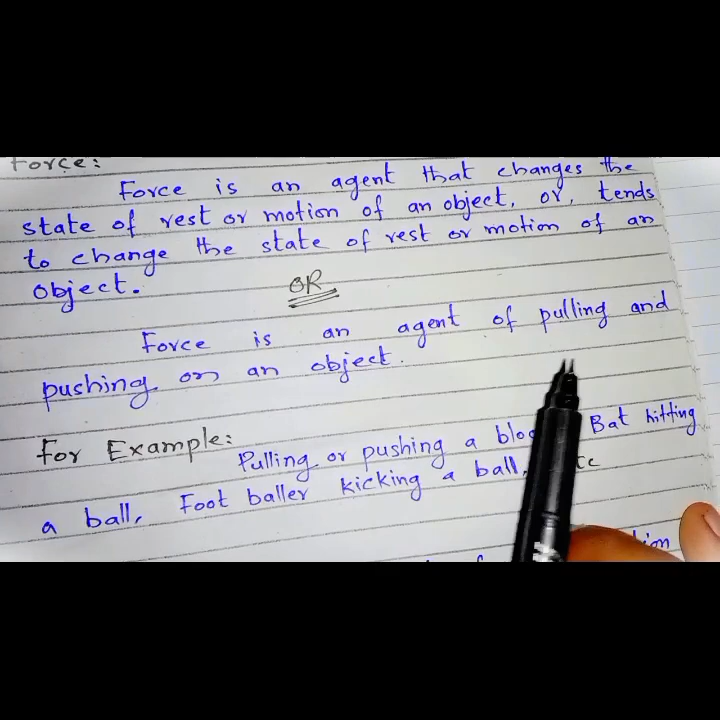 Force:
Force is an agent that changes the
state of rest or motion of an object, or, tends
to change the state of rest or motion of an
object.
OR
Force is an agent of pulling and
pushing on an object.
For Example:
Pulling or pushing a Bat hitting
a ball, Foot baller kicking a ball,